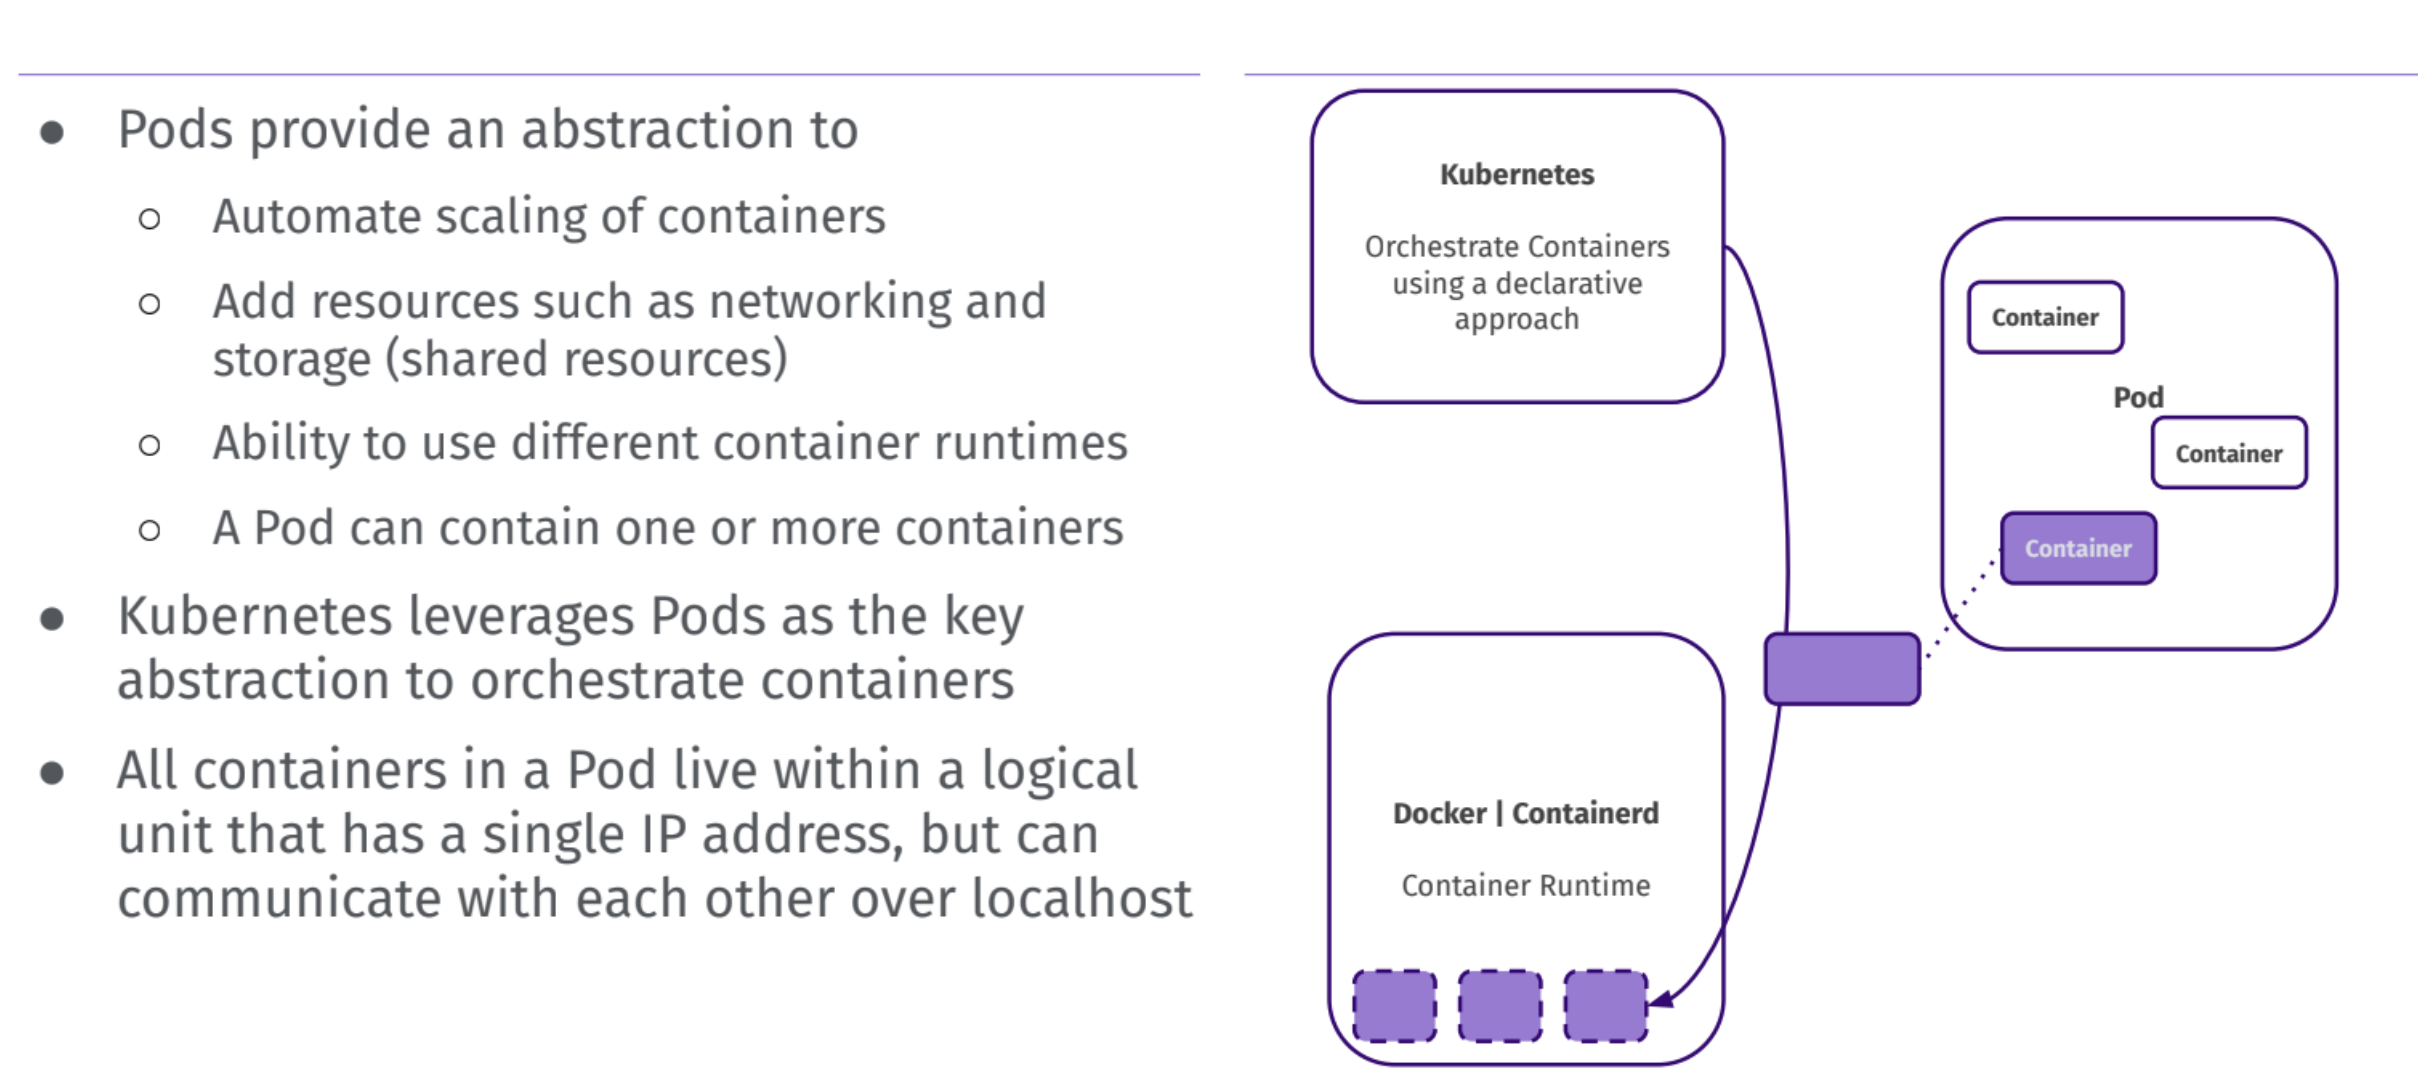 Pods provide an abstraction to
Automate scaling of containers
Add resources such as networking and
storage (shared resources)
Ability to use different container runtimes
A Pod can contain one or more containers
Kubernetes leverages Pods as the key
abstraction to orchestrate containers
All containers in a Pod live within a logical
unit that has a single IP address, but can
communicate with each other over localhost
Kubernetes
Orchestrate Containers
using a declarative
approach
Container
Pod
Container
Container
Docker | Containerd
Container Runtime